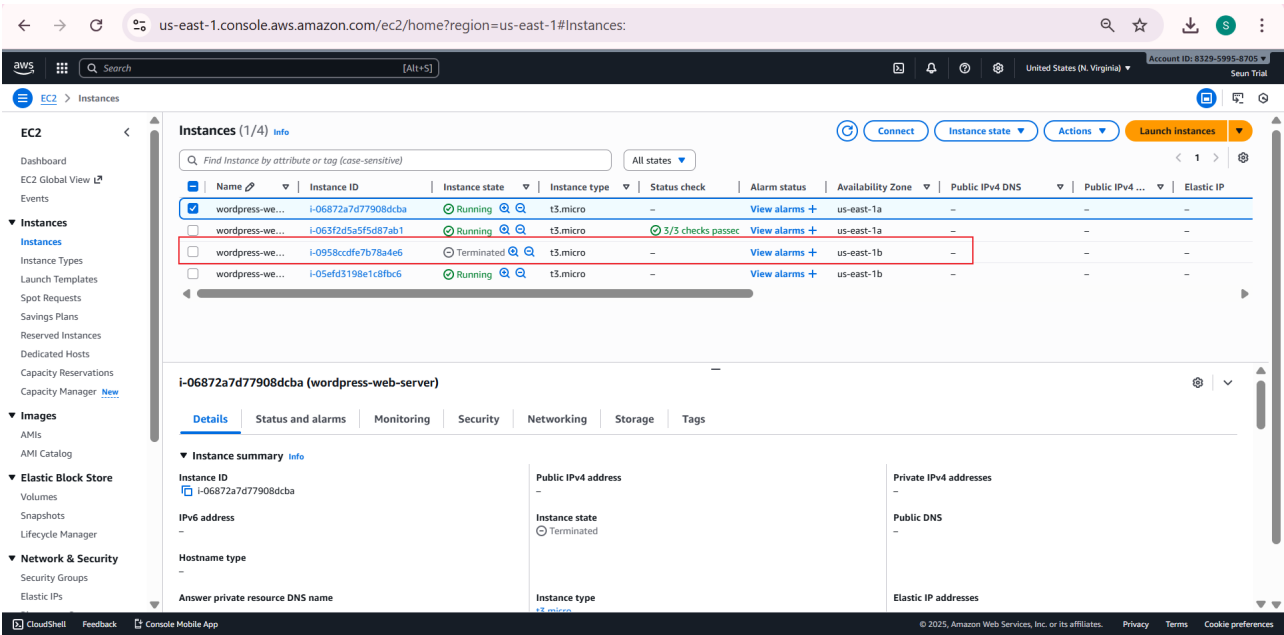 us-east-1.console.aws.amazon.com/ec2/home?region=us-east-1#Instances:
S
aws
Search [Alt+S]
United States (N. Virginia)
Account ID: 8329-5995-8705
Seun Trial
EC2 > Instances
EC2
Dashboard
EC2 Global View
Events
Instances
Instances
Instance Types
Launch Templates
Spot Requests
Savings Plans
Reserved Instances
Dedicated Hosts
Capacity Reservations
Capacity Manager New
Images
AMIs
AMI Catalog
Elastic Block Store
Volumes
Snapshots
Lifecycle Manager
Network & Security
Security Groups
Elastic IPs
Instances (1/4) Info
Connect Instance state Actions Launch instances
Find Instance by attribute or tag (case-sensitive) All states 1
Name Instance ID Instance state Instance type Status check Alarm status Availability Zone Public IPv4 DNS Public IPv4 ... Elastic IP
wordpress-we... i-06872a7d77908dcba Running t3.micro – View alarms + us-east-1a – – –
wordpress-we... i-063f2d5a5f5d87ab1 Running t3.micro 3/3 checks passec View alarms + us-east-1a – – –
wordpress-we... i-0958ccdfe7b78a4e6 Terminated t3.micro – View alarms + us-east-1b – – –
wordpress-we... i-05efd3198e1c8fbc6 Running t3.micro – View alarms + us-east-1b – – –
i-06872a7d77908dcba (wordpress-web-server)
Details Status and alarms Monitoring Security Networking Storage Tags
Instance summary Info
Instance ID Public IPv4 address Private IPv4 addresses
i-06872a7d77908dcba – –
IPv6 address Instance state Public DNS
– Terminated –
Hostname type
–
Answer private resource DNS name Instance type Elastic IP addresses
t3.micro
CloudShell Feedback Console Mobile App © 2025, Amazon Web Services, Inc. or its affiliates. Privacy Terms Cookie preferences